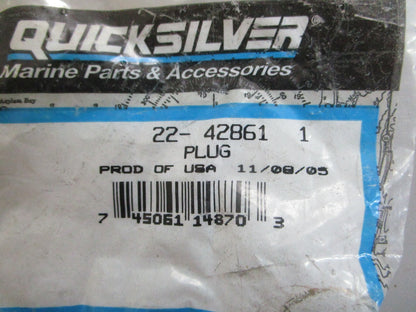 QUICKSILVER®
Marine Parts & Accessories
22- 42861 1
PLUG
PROD OF USA 11/08/05
7 45061 14870 3